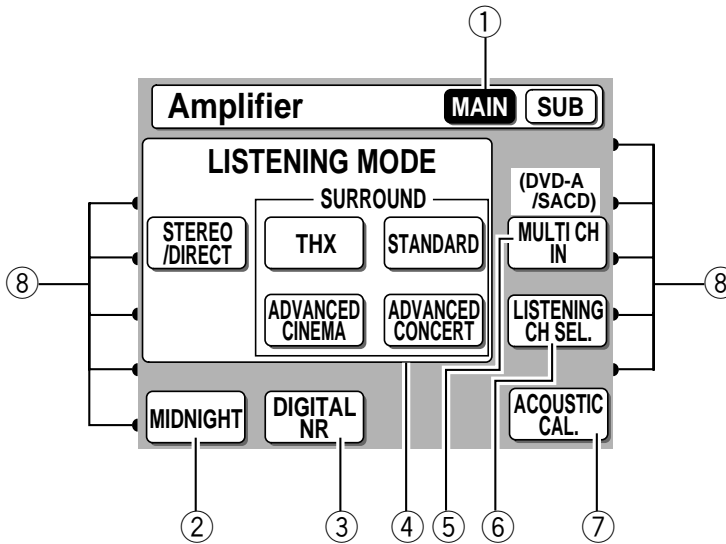 ①
Amplifier MAIN SUB
LISTENING MODE
SURROUND
(DVD-A
/SACD)
STEREO
/DIRECT
THX
STANDARD
MULTI CH
IN
⑧
⑧
ADVANCED
CINEMA
ADVANCED
CONCERT
LISTENING
CH SEL.
MIDNIGHT
DIGITAL
NR
ACOUSTIC
CAL.
② ③ ④ ⑤ ⑥ ⑦